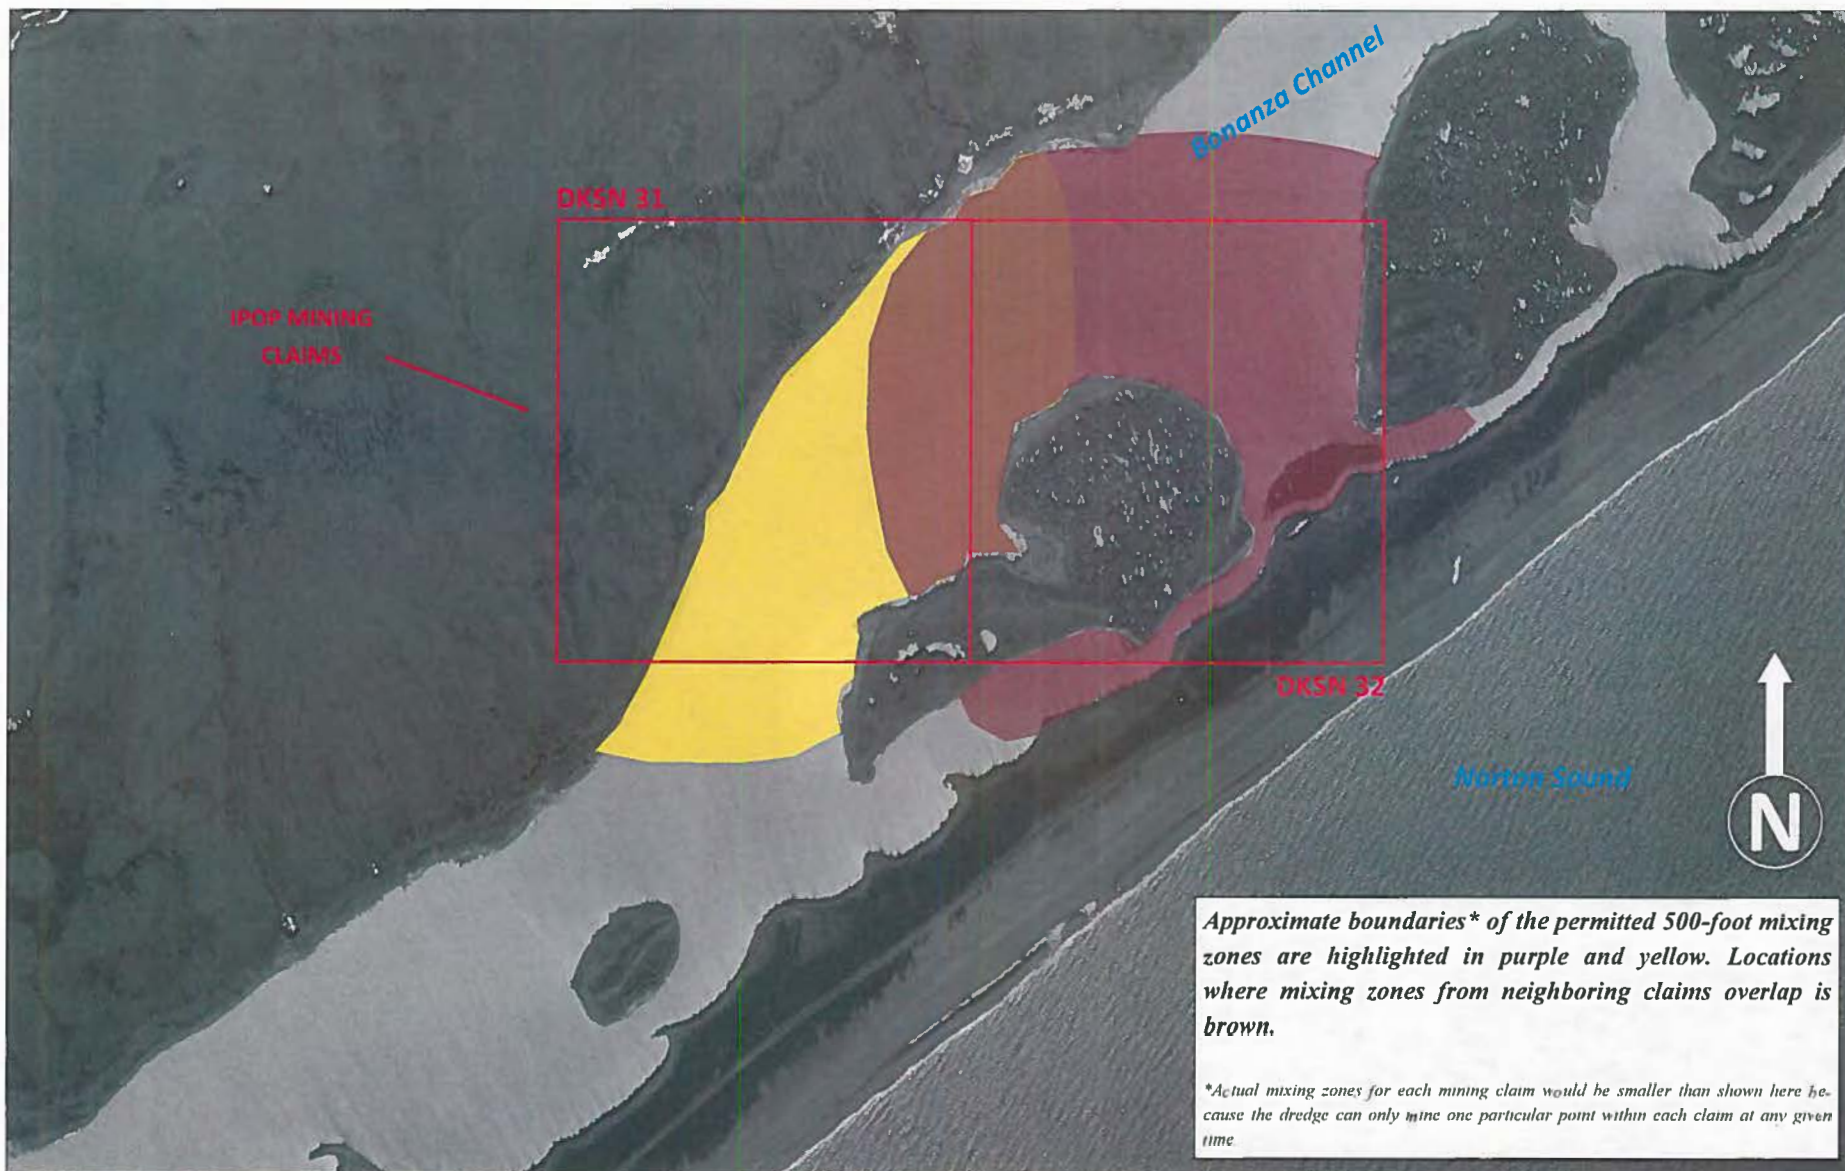 Bonanza Channel
DKSN 31
IPOP MINING
CLAIMS
DKSN 32
Norton Sound
N
Approximate boundaries* of the permitted 500-foot mixing
zones are highlighted in purple and yellow. Locations
where mixing zones from neighboring claims overlap is
brown.
*Actual mixing zones for each mining claim would be smaller than shown here be-
cause the dredge can only mine one particular point within each claim at any given
time